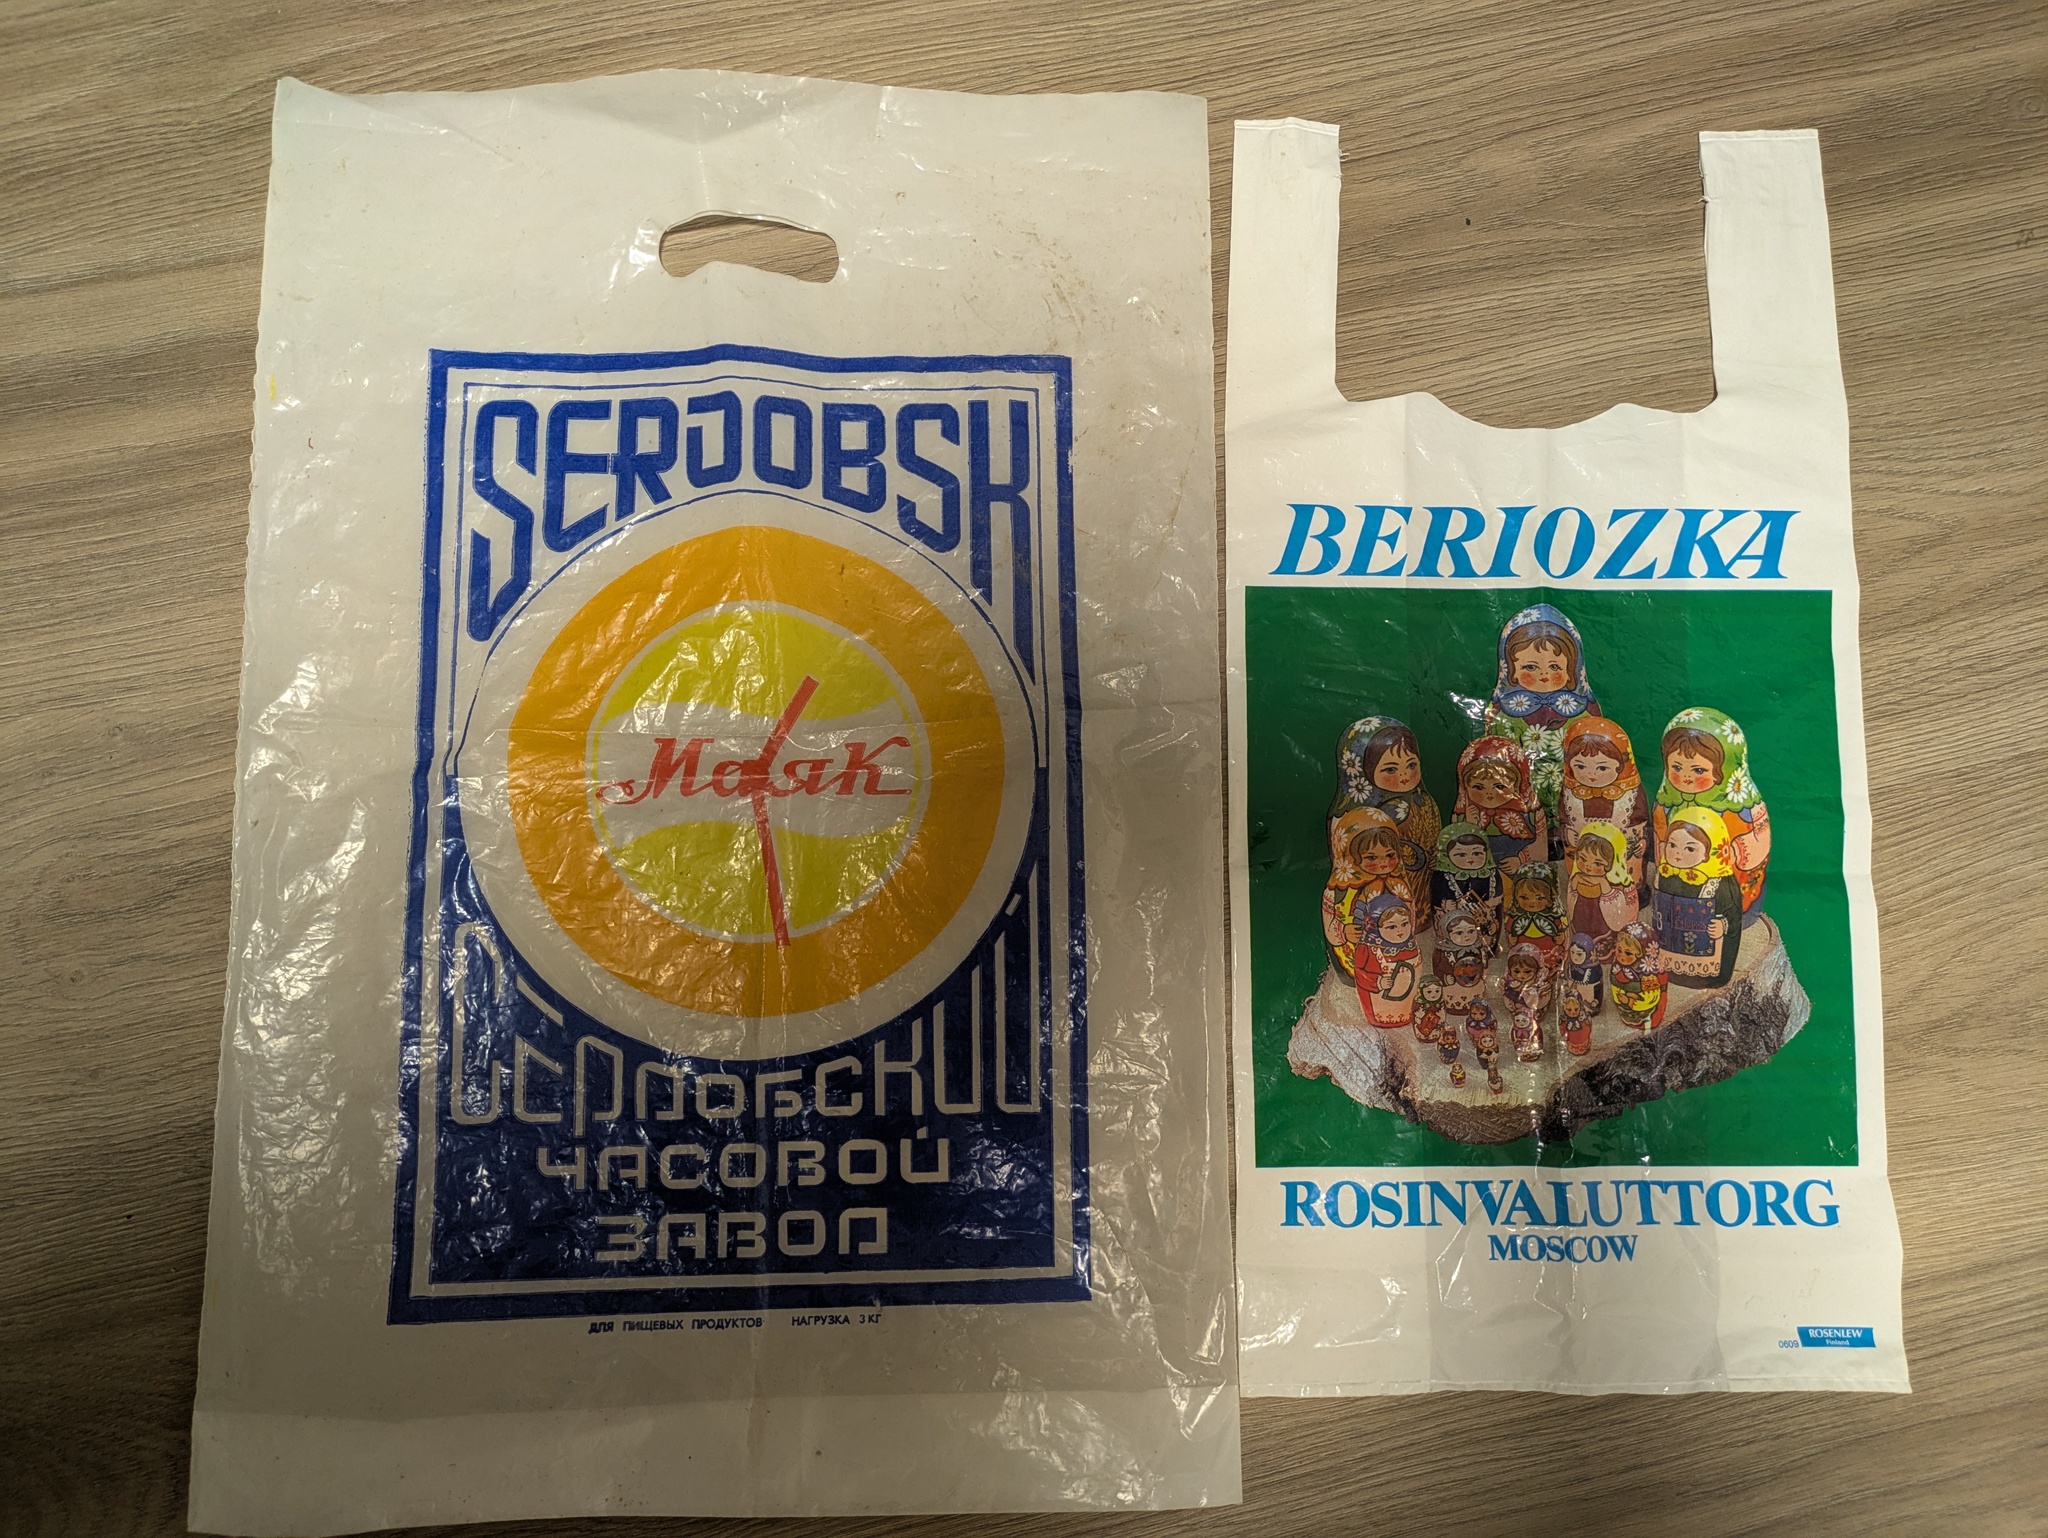 SERDOBSK
Маяк
Сердобский
часовой
завод
ДЛЯ ПИЩЕВЫХ ПРОДУКТОВ НАГРУЗКА 3 КГ
BERIOZKA
ROSINVALUTTORG
MOSCOW
0609 ROSENLEW
Finland